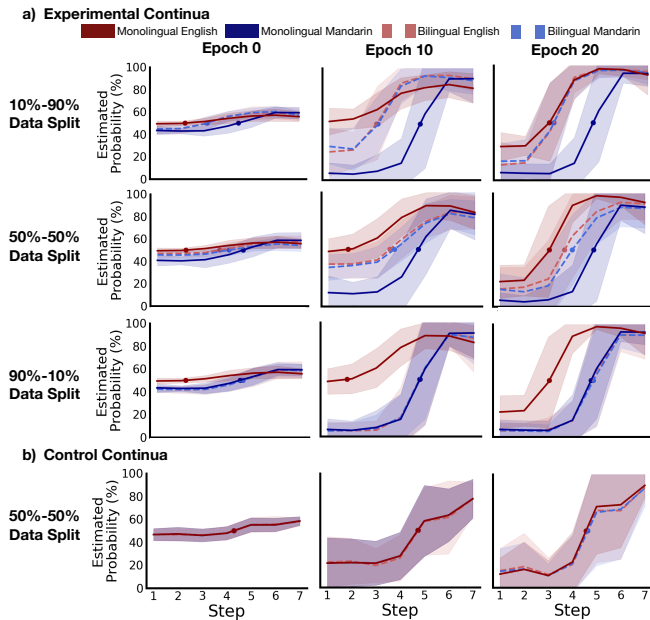 a) Experimental Continua
Monolingual English Monolingual Mandarin Bilingual English Bilingual Mandarin
Epoch 0 Epoch 10 Epoch 20
10%-90%
Data Split
Estimated
Probability (%)
100
80
60
40
20
0
50%-50%
Data Split
Estimated
Probability (%)
100
80
60
40
20
0
90%-10%
Data Split
Estimated
Probability (%)
100
80
60
40
20
0
b) Control Continua
50%-50%
Data Split
Estimated
Probability (%)
100
80
60
40
20
0
1 2 3 4 5 6 7 1 2 3 4 5 6 7 1 2 3 4 5 6 7
Step Step Step